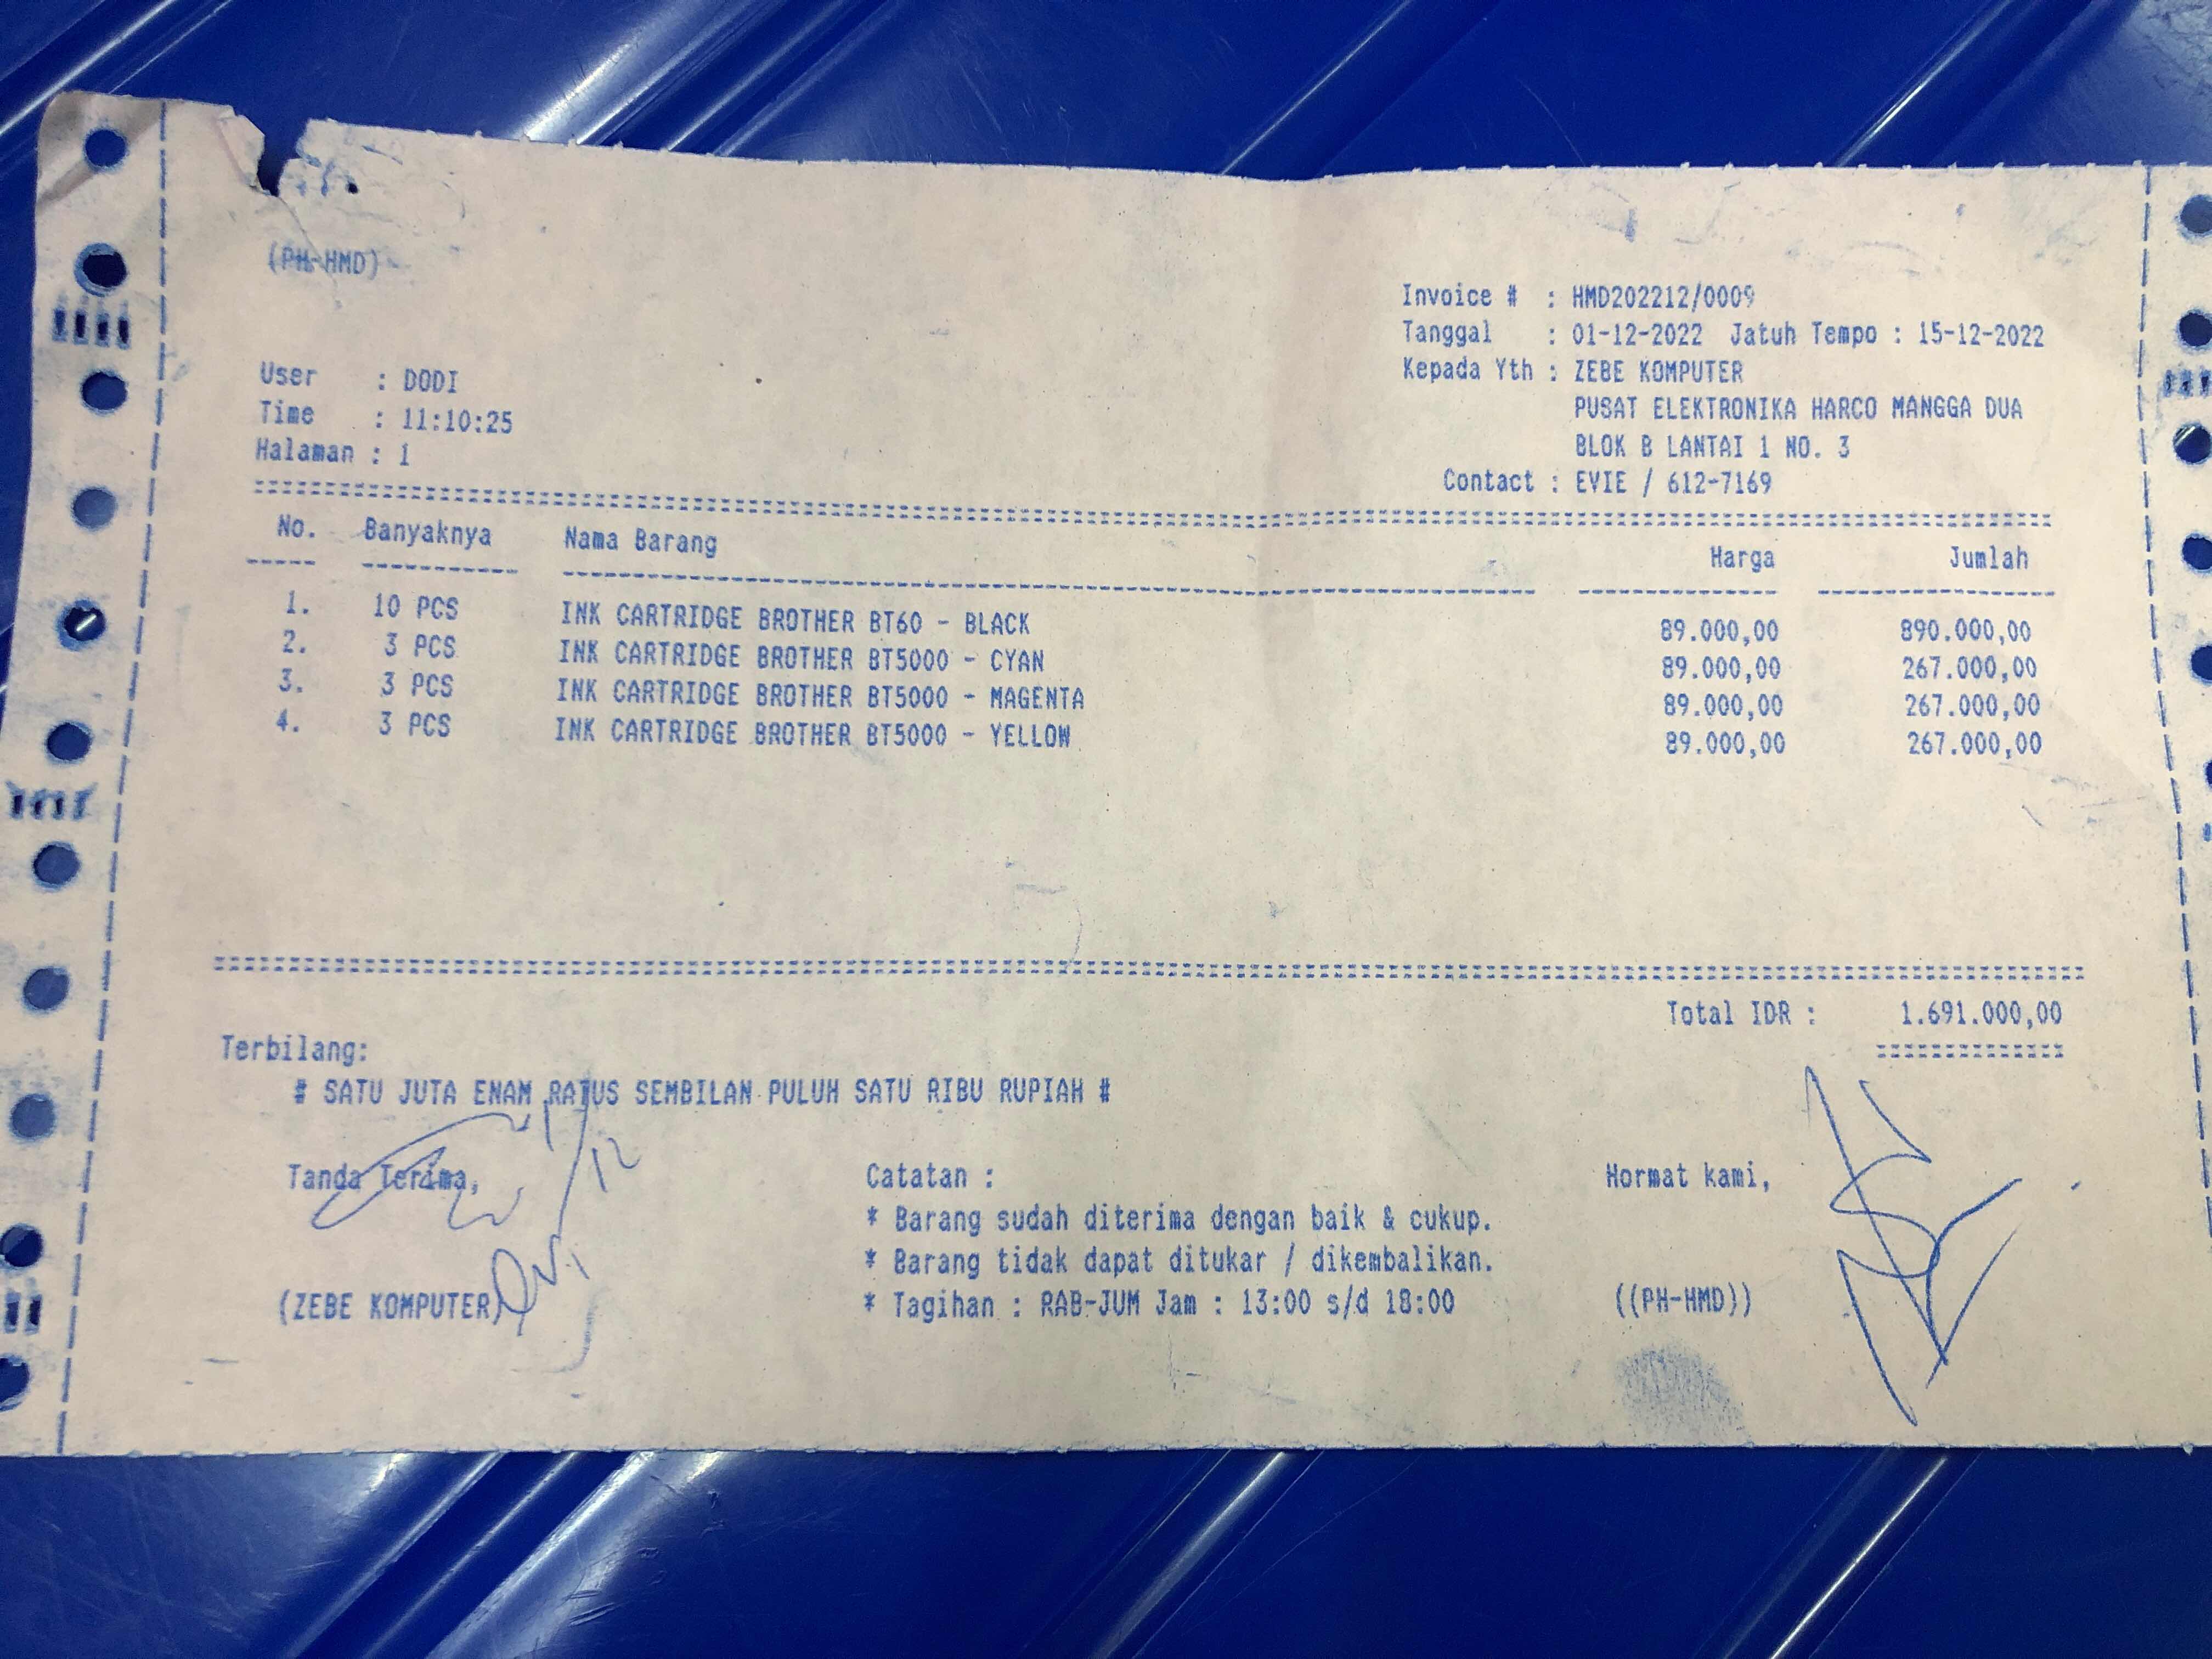 (PH-HMD)
Invoice # : HMD202212/0009
Tanggal : 01-12-2022 Jatuh Tempo : 15-12-2022
Kepada Yth : ZEBE KOMPUTER
PUSAT ELEKTRONIKA HARCO MANGGA DUA
BLOK B LANTAI 1 NO. 3
Contact : EVIE / 612-7169
User : DODI
Time : 11:10:25
Halaman : 1
No. Banyaknya Nama Barang Harga Jumlah
1. 10 PCS INK CARTRIDGE BROTHER BT60 - BLACK 89.000,00 890.000,00
2. 3 PCS INK CARTRIDGE BROTHER BT5000 - CYAN 89.000,00 267.000,00
3. 3 PCS INK CARTRIDGE BROTHER BT5000 - MAGENTA 89.000,00 267.000,00
4. 3 PCS INK CARTRIDGE BROTHER BT5000 - YELLOW 89.000,00 267.000,00
Total IDR : 1.691.000,00
Terbilang:
# SATU JUTA ENAM RATUS SEMBILAN PULUH SATU RIBU RUPIAH #
Tanda Terima,
Catatan :
* Barang sudah diterima dengan baik & cukup.
* Barang tidak dapat ditukar / dikembalikan.
* Tagihan : RAB-JUM Jam : 13:00 s/d 18:00
Hormat kami,
(ZEBE KOMPUTER)
((PH-HMD))